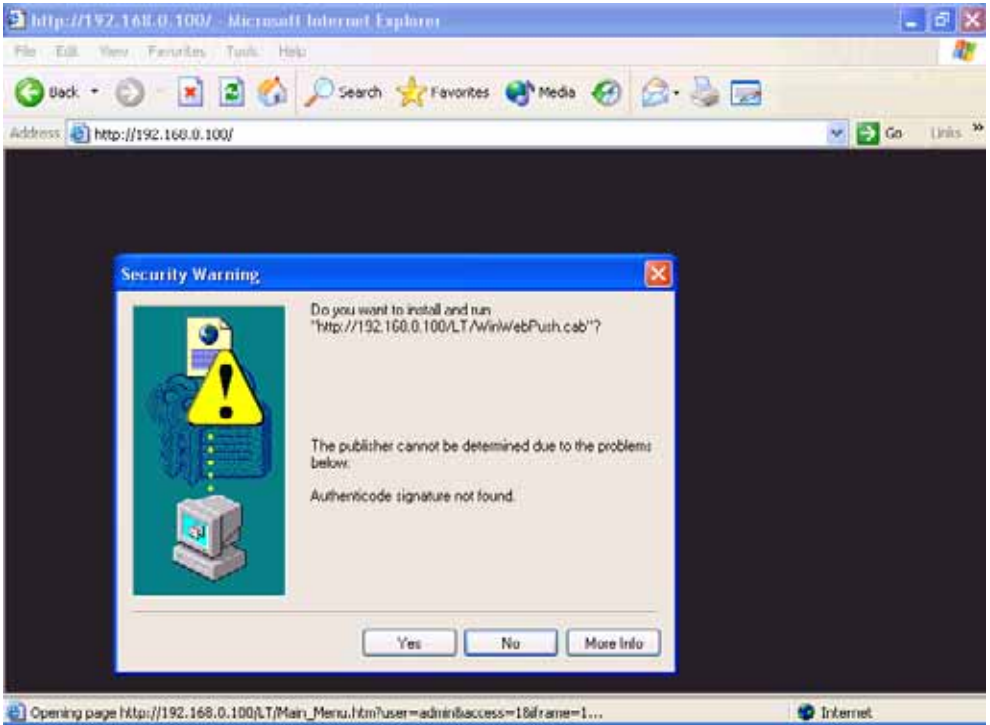 http://192.168.0.100/ - Microsoft Internet Explorer
File Edit View Favorites Tools Help
Back Search Favorites Media
Address http://192.168.0.100/ Go Links »
Security Warning
Do you want to install and run
"http://192.168.0.100/LT/WinWebPush.cab"?
The publisher cannot be determined due to the problems
below:
Authenticode signature not found.
Yes No More Info
Opening page http://192.168.0.100/LT/Main_Menu.htm?user=admin&access=1&iframe=1... Internet